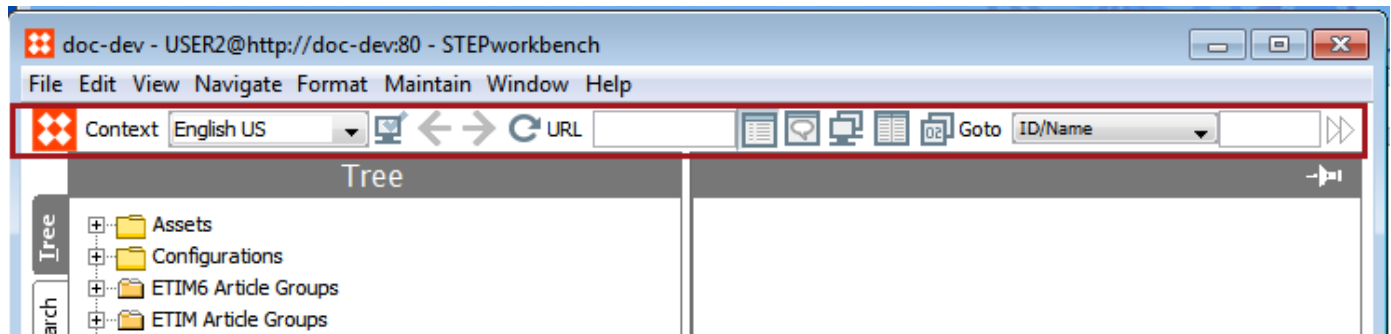 doc-dev - USER2@http://doc-dev:80 - STEPworkbench
File Edit View Navigate Format Maintain Window Help
Context English US URL 02 Goto ID/Name
Tree
Tree
Assets
Configurations
ETIM6 Article Groups
ETIM Article Groups